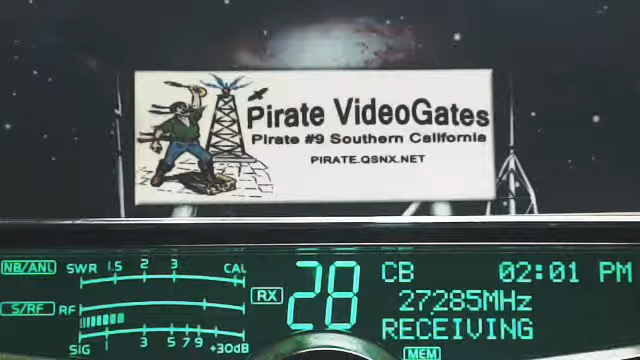 Pirate VideoGates
Pirate #9 Southern California
PIRATE.QSNX.NET
NB/ANL SWR 1.5 2 3 CAL
S/RF RF
SIG 3 5 7 9 +30dB
RX 28
CB 02:01 PM
27285MHz
RECEIVING
MEM